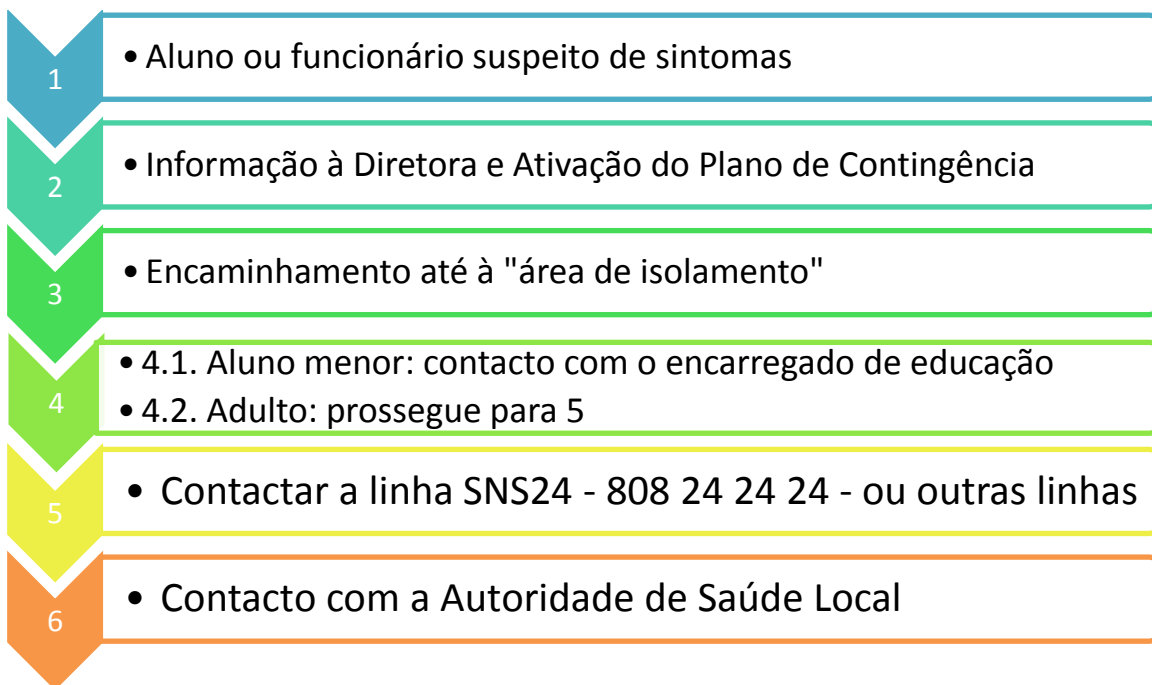 1
• Aluno ou funcionário suspeito de sintomas
2
• Informação à Diretora e Ativação do Plano de Contingência
3
• Encaminhamento até à "área de isolamento"
4
• 4.1. Aluno menor: contacto com o encarregado de educação
• 4.2. Adulto: prossegue para 5
5
• Contactar a linha SNS24 - 808 24 24 24 - ou outras linhas
6
• Contacto com a Autoridade de Saúde Local